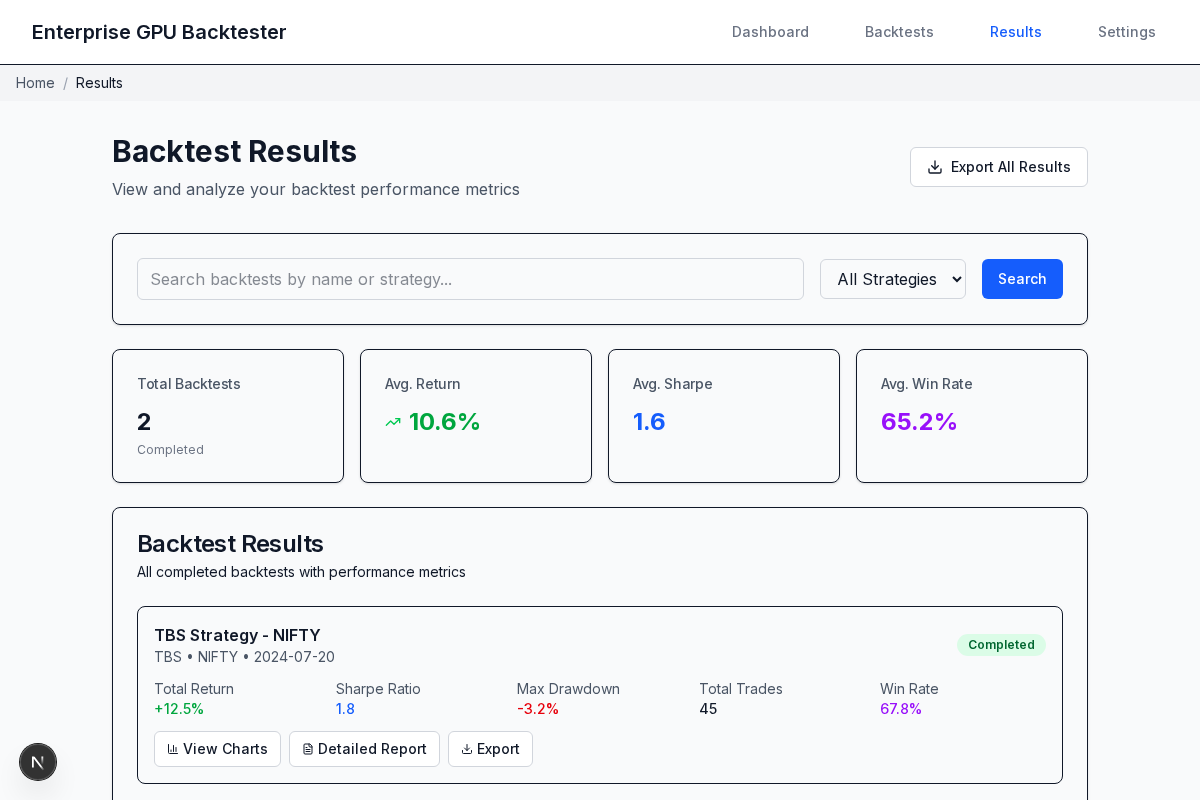 Enterprise GPU Backtester
Dashboard
Backtests
Results
Settings
Home / Results
Backtest Results
View and analyze your backtest performance metrics
Export All Results
Search backtests by name or strategy...
All Strategies
Search
Total Backtests
2
Completed
Avg. Return
10.6%
Avg. Sharpe
1.6
Avg. Win Rate
65.2%
Backtest Results
All completed backtests with performance metrics
TBS Strategy - NIFTY
TBS • NIFTY • 2024-07-20
Completed
Total Return
+12.5%
Sharpe Ratio
1.8
Max Drawdown
-3.2%
Total Trades
45
Win Rate
67.8%
View Charts
Detailed Report
Export
N